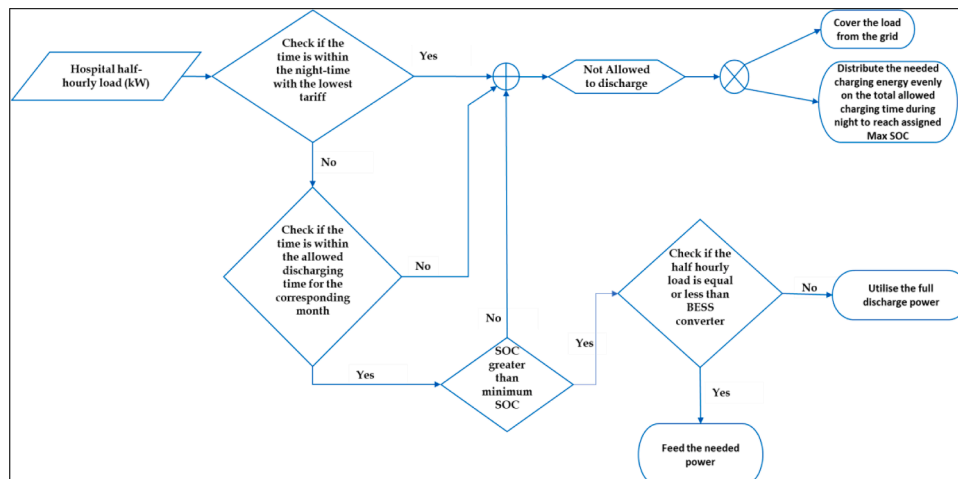 Hospital half-
hourly load (kW)
Check if the
time is within
the night-time
with the lowest
tariff
Yes
Not Allowed
to discharge
Cover the load
from the grid
Distribute the needed
charging energy evenly
on the total allowed
charging time during
night to reach assigned
Max SOC
No
Check if the
time is within
the allowed
discharging
time for the
corresponding
month
No
Yes
SOC
greater
than
minimum
SOC
No
Yes
Check if the
half hourly
load is equal
or less than
BESS
converter
No
Utilise the full
discharge power
Yes
Feed the needed
power